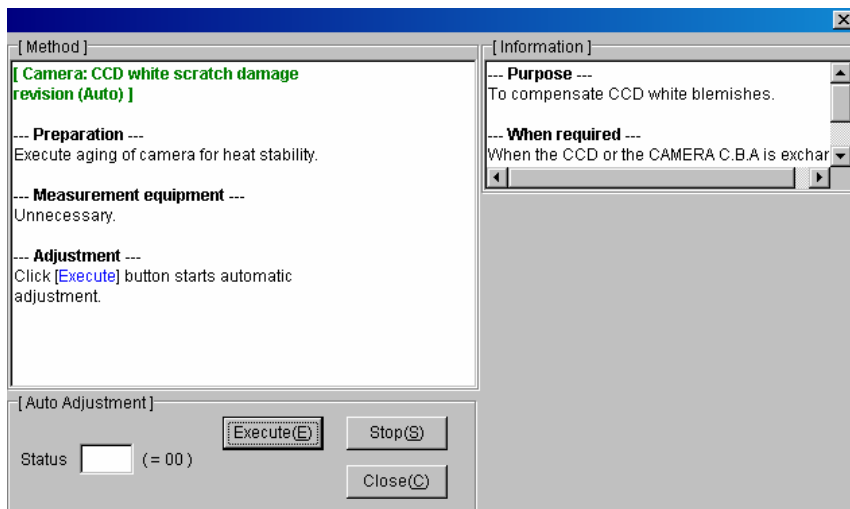 [ Method ]
[ Camera: CCD white scratch damage
revision (Auto) ]
--- Preparation ---
Execute aging of camera for heat stability.
--- Measurement equipment ---
Unnecessary.
--- Adjustment ---
Click [Execute] button starts automatic
adjustment.
[ Information ]
--- Purpose ---
To compensate CCD white blemishes.
--- When required ---
When the CCD or the CAMERA C.B.A is exchar
[ Auto Adjustment ]
Status (= 00 )
Execute(E)
Stop(S)
Close(C)